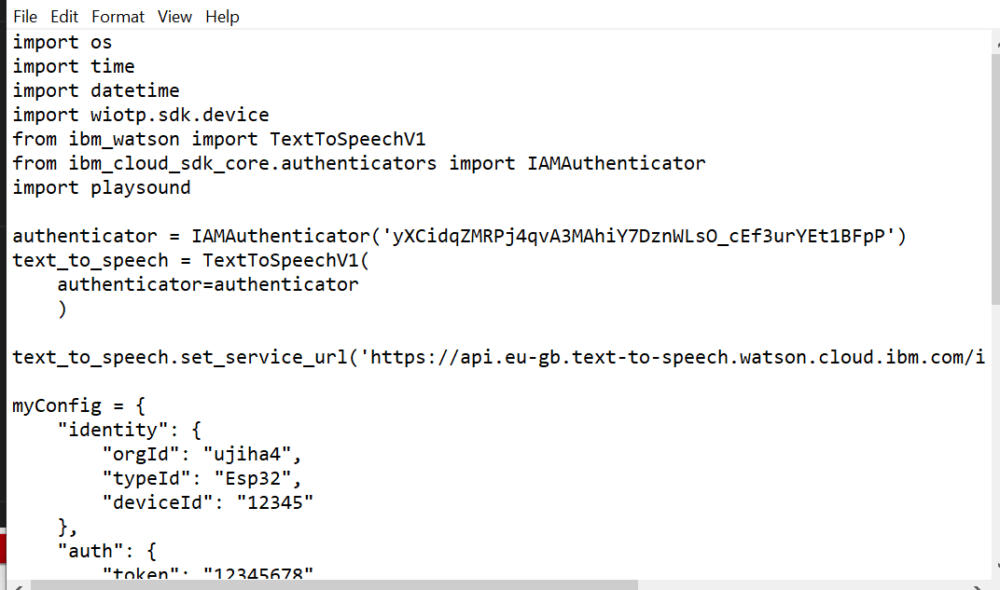 File Edit Format View Help
import os
import time
import datetime
import wiotp.sdk.device
from ibm_watson import TextToSpeechV1
from ibm_cloud_sdk_core.authenticators import IAMAuthenticator
import playsound
authenticator = IAMAuthenticator('yXCidqZMRPj4qvA3MAhiY7DznWLsO_cEf3urYEt1BFpP')
text_to_speech = TextToSpeechV1(
    authenticator=authenticator
    )
text_to_speech.set_service_url('https://api.eu-gb.text-to-speech.watson.cloud.ibm.com/i
myConfig = {
    "identity": {
        "orgId": "ujiha4",
        "typeId": "Esp32",
        "deviceId": "12345"
    },
    "auth": {
        "token": "12345678"